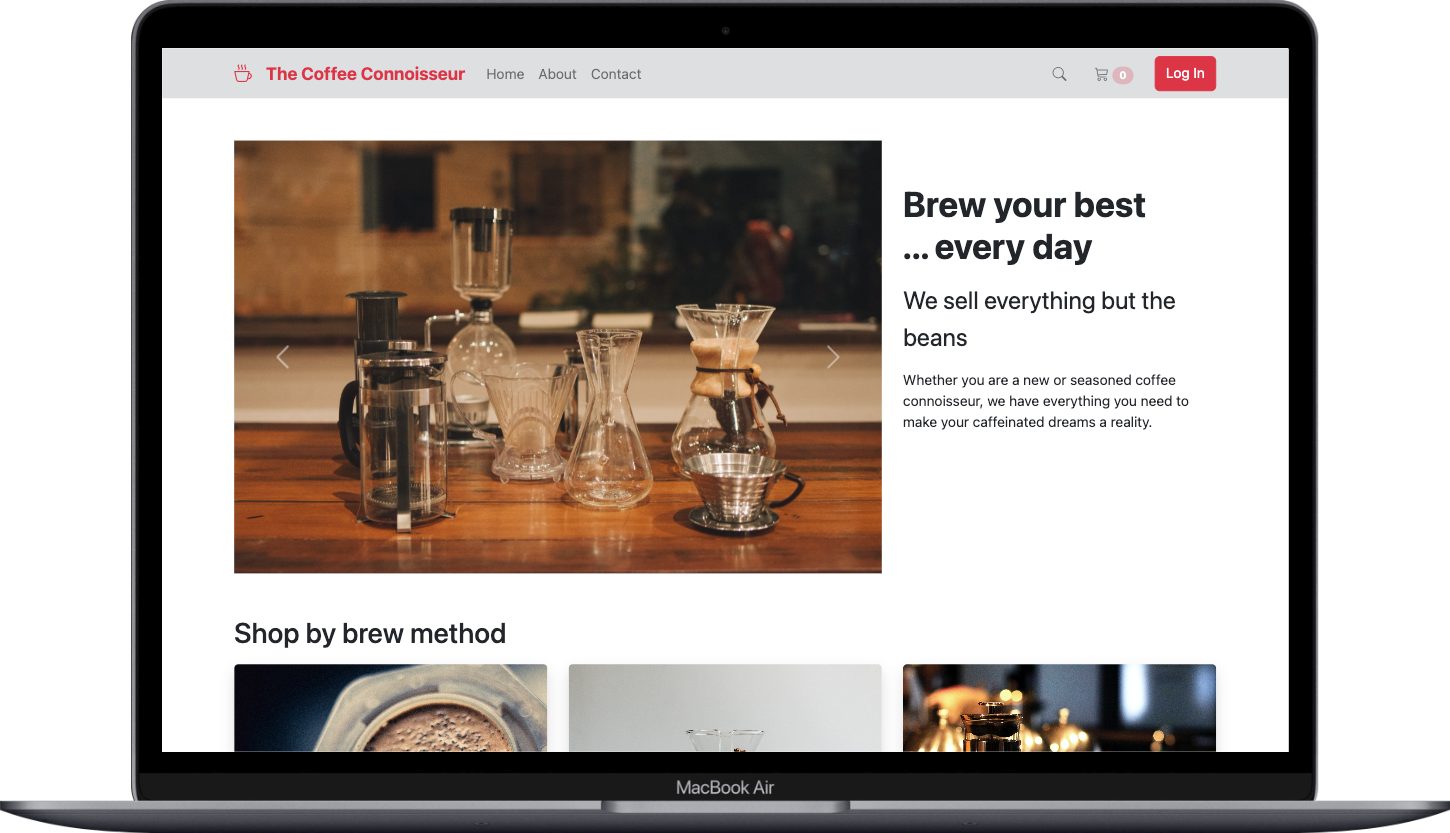 The Coffee Connoisseur Home About Contact 0 Log In
Brew your best
... every day
We sell everything but the
beans
Whether you are a new or seasoned coffee
connoisseur, we have everything you need to
make your caffeinated dreams a reality.
Shop by brew method
MacBook Air